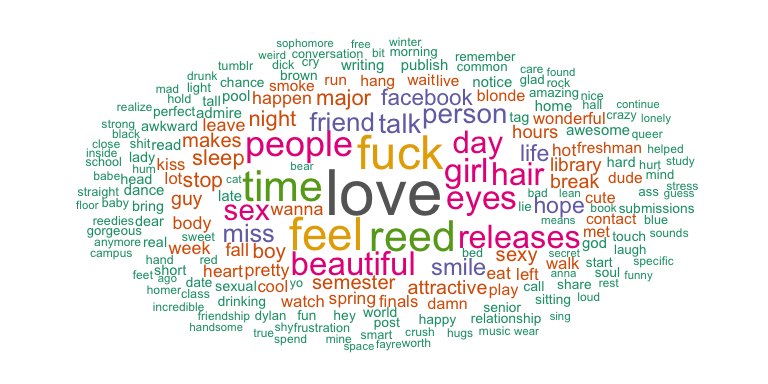 sophomore free winter
weird conversation bit morning
tumblr dick cry writing publish common remember
drunk chance brown run hang wait live notice care found
mad light smoke glad rock
hold tall pool happen major facebook blonde amazing nice
realize perfect admire night friend talk person tag home hall continue
strong awkward leave wonderful crazy lonely
black shit read makes people fuck day hours awesome queer
close lady sleep girl hair life hot freshman helped
inside school hum kiss bear library hard hurt study
babe head lot stop cat time love eyes break dude mind
straight dance guy late bad lean cute ass guess stress
floor baby bring sex wanna lie hope book submissions
reedies dear body miss feel reed releases means contact blue
gorgeous sweet met touch sounds
anymore real week fall boy beautiful smile bed sexy secret god laugh
campus hand red heart pretty eat left walk start specific
feet ago short sexual cool yo semester attractive play anna soul funny
homer date class watch spring finals damn call share rest
incredible drinking senior sitting loud
friendship dylan fun hey world happy relationship sing
handsome shy frustration post crush hugs music wear
true spend mine smart fayre worth
space